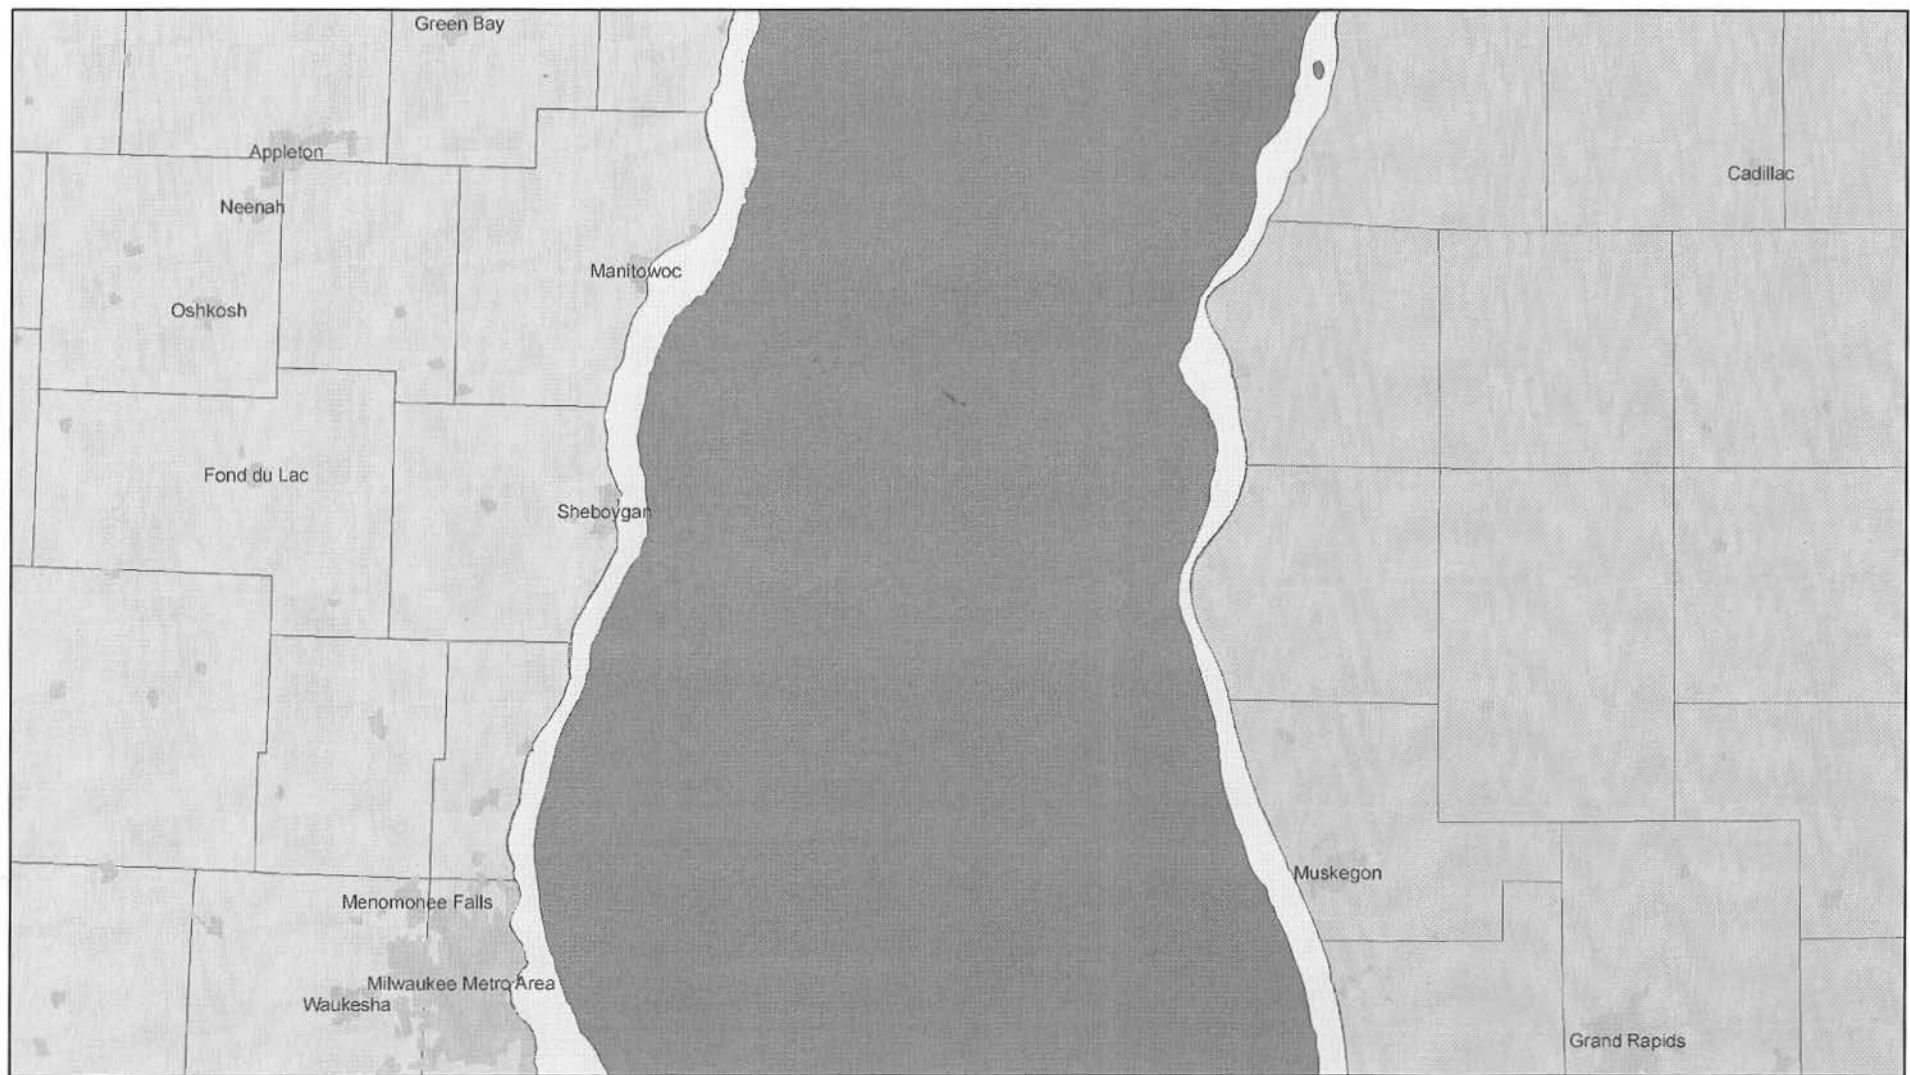 Green Bay
Appleton
Cadillac
Neenah
Manitowoc
Oshkosh
Fond du Lac
Sheboygan
Muskegon
Menomonee Falls
Milwaukee Metro Area
Waukesha
Grand Rapids